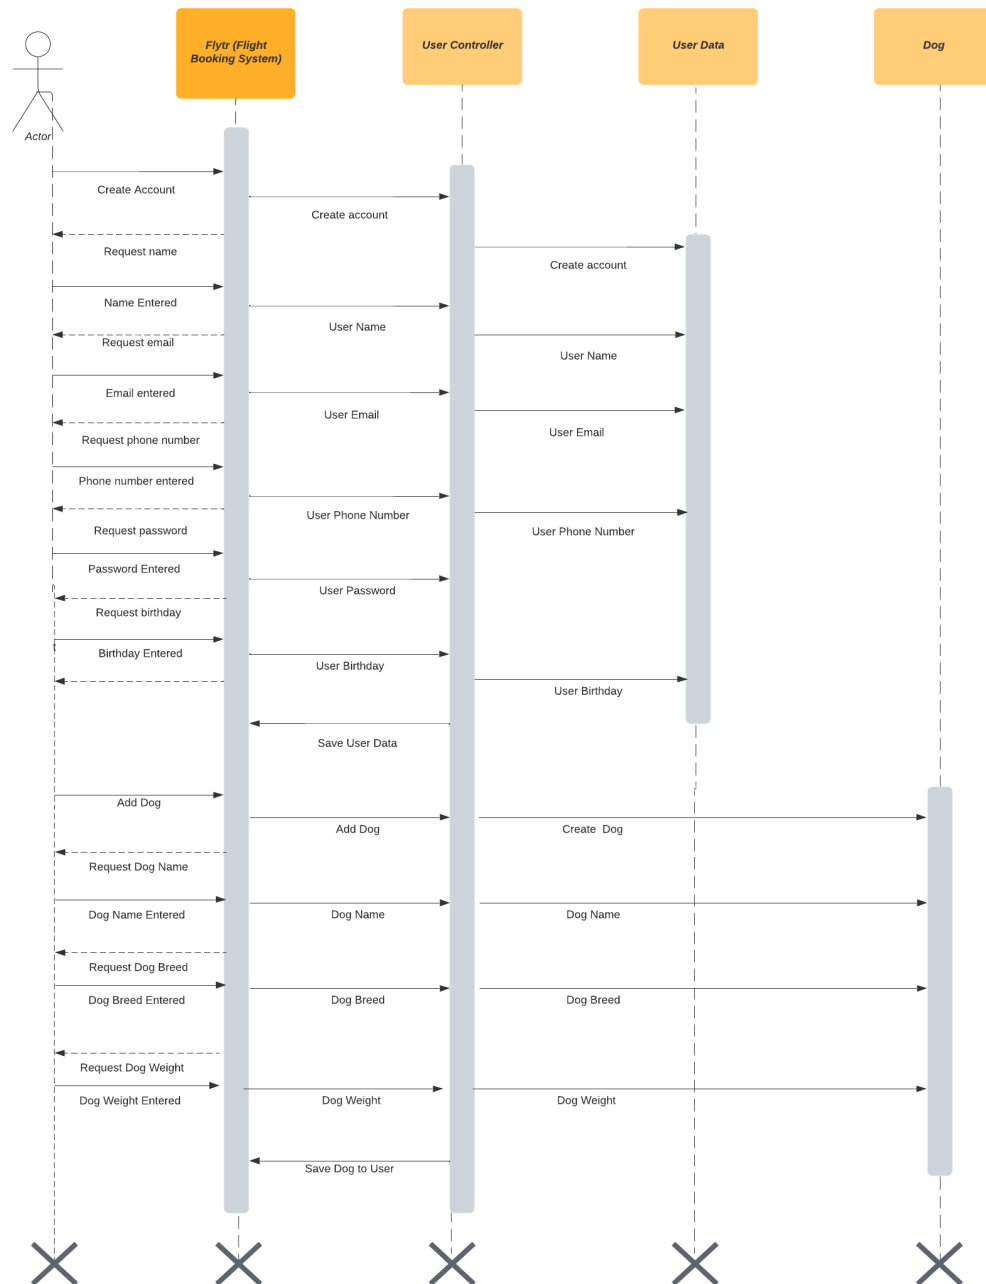 Flytr (Flight
Booking System)
User Controller
User Data
Dog
Actor
Create Account
Create account
Request name
Create account
Name Entered
User Name
Request email
User Name
Email entered
User Email
User Email
Request phone number
Phone number entered
User Phone Number
Request password
User Phone Number
Password Entered
User Password
Request birthday
Birthday Entered
User Birthday
User Birthday
Save User Data
Add Dog
Add Dog
Create  Dog
Request Dog Name
Dog Name Entered
Dog Name
Dog Name
Request Dog Breed
Dog Breed Entered
Dog Breed
Dog Breed
Request Dog Weight
Dog Weight Entered
Dog Weight
Dog Weight
Save Dog to User